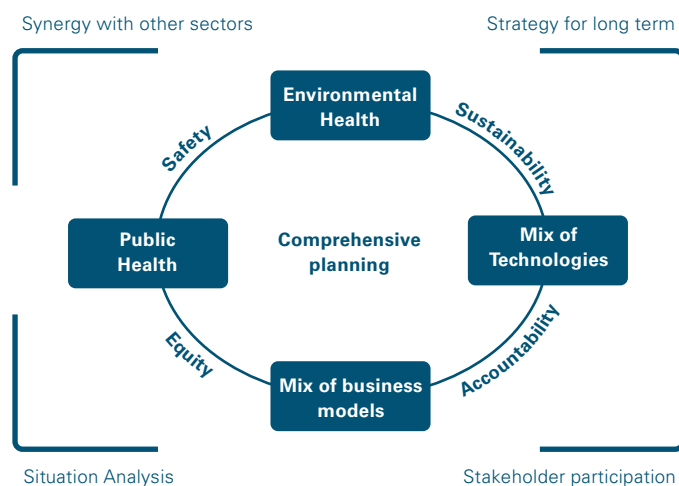 Synergy with other sectors
Strategy for long term
Environmental
Health
Safety
Sustainability
Public
Health
Comprehensive
planning
Mix of
Technologies
Equity
Accountability
Mix of business
models
Situation Analysis
Stakeholder participation